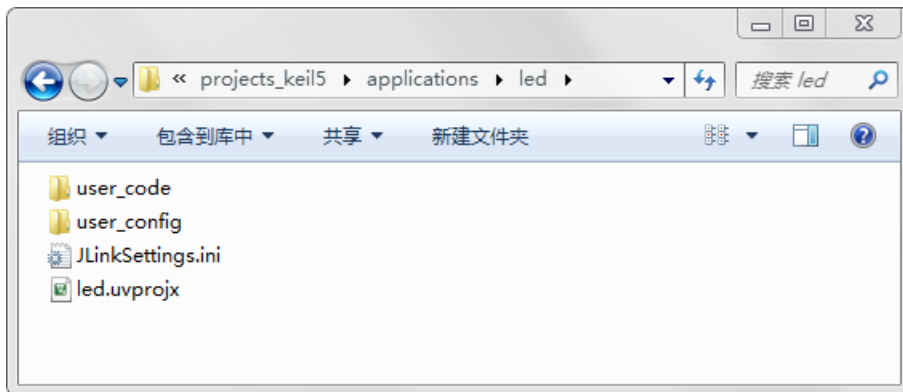 « projects_keil5 ▸ applications ▸ led ▸ 搜索 led
组织 包含到库中 共享 新建文件夹
user_code
user_config
JLinkSettings.ini
led.uvprojx